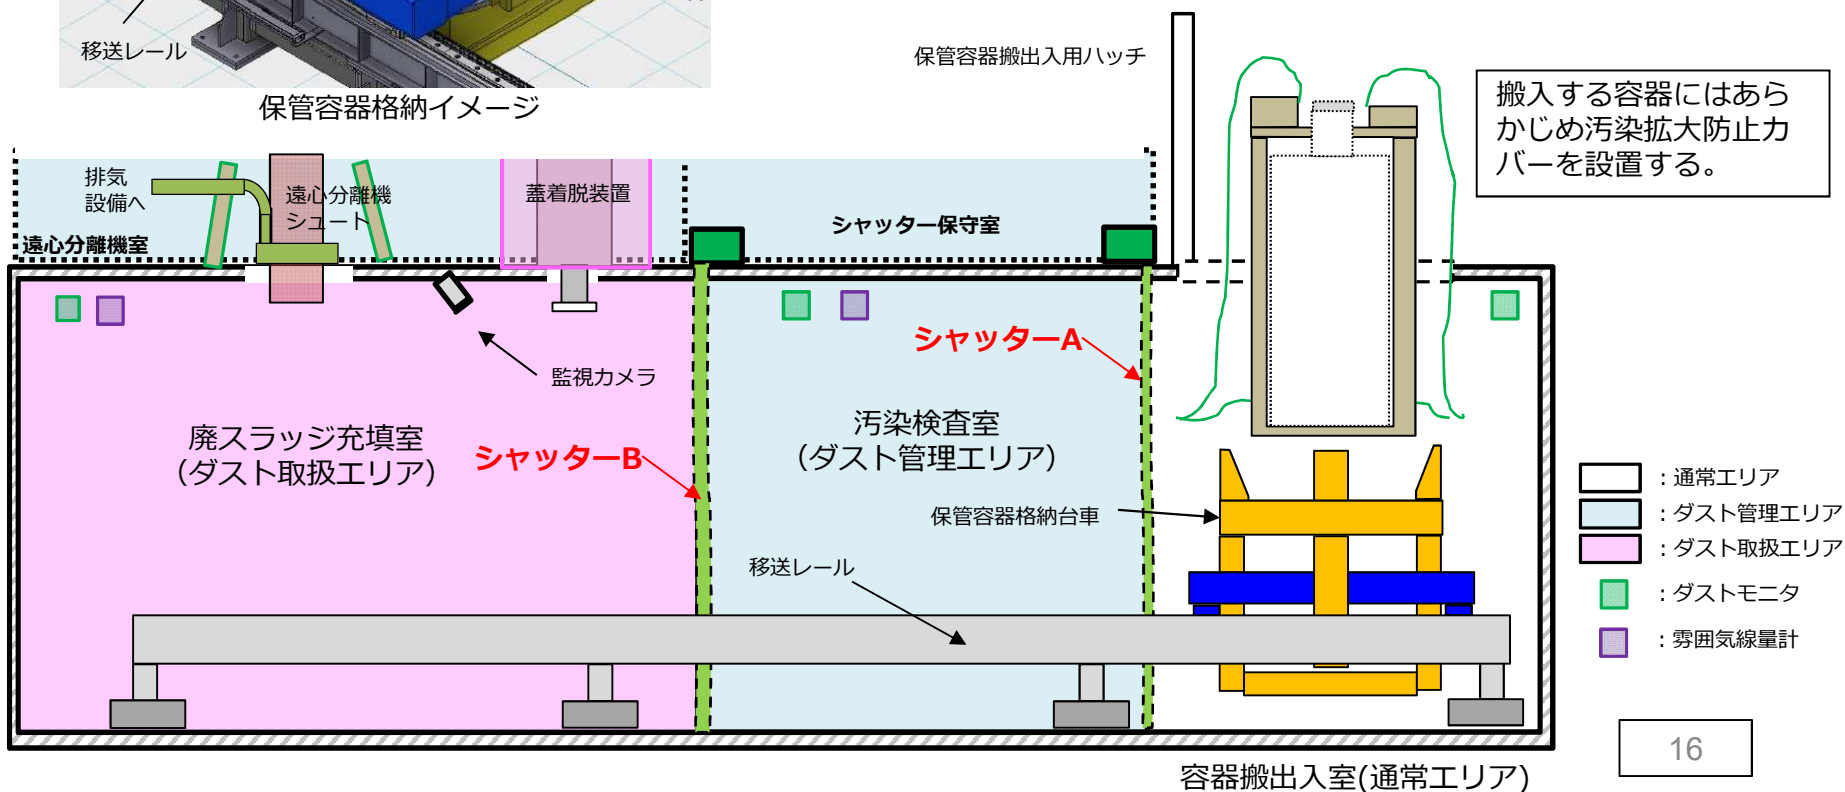 移送レール
保管容器格納イメージ
保管容器搬出入用ハッチ
搬入する容器にはあら
かじめ汚染拡大防止カ
バーを設置する。
排気
設備へ
遠心分離機
シュート
蓋着脱装置
シャッター保守室
遠心分離機室
シャッターA
監視カメラ
廃スラッジ充填室
（ダスト取扱エリア）
シャッターB
汚染検査室
（ダスト管理エリア）
保管容器格納台車
移送レール
：通常エリア
：ダスト管理エリア
：ダスト取扱エリア
：ダストモニタ
：雰囲気線量計
16
容器搬出入室(通常エリア)